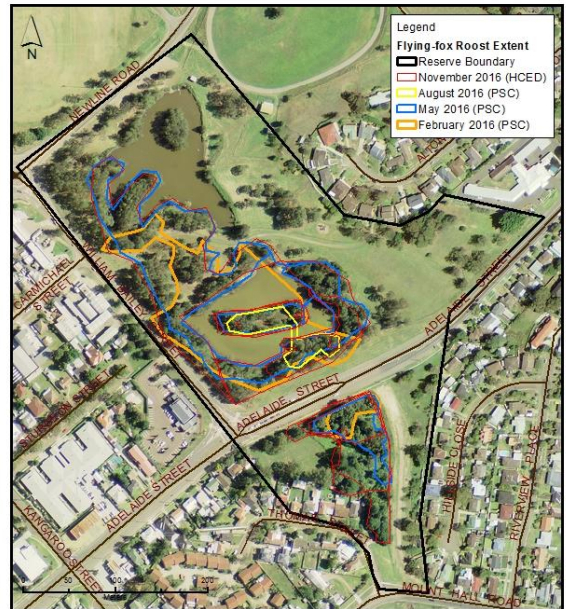 N
Legend
Flying-fox Roost Extent
Reserve Boundary
November 2016 (HCED)
August 2016 (PSC)
May 2016 (PSC)
February 2016 (PSC)
NEWLINE ROAD
CARMICHAEL
STREET
ADELAIDE STREET
ADELAIDE STREET
ADELAIDE STREET
KANGAROO STREET
HILLSIDE CLOSE
RIVERVIEW PLACE
MOUNT HALL ROAD
0 50 100 200
Meters